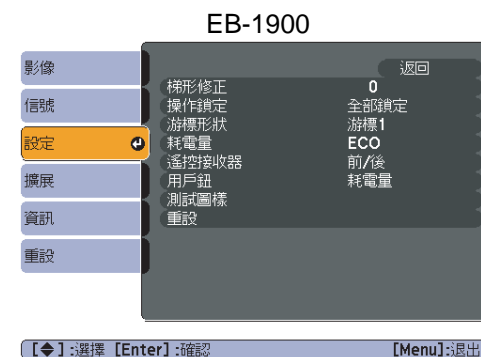 EB-1900
影像
信號
設定
擴展
資訊
重設
返回
梯形修正 0
操作鎖定 全部鎖定
游標形狀 游標1
耗電量 ECO
遙控接收器 前/後
用戶鈕 耗電量
測試圖樣
重設
[◆]:選擇 [Enter]:確認 [Menu]:退出